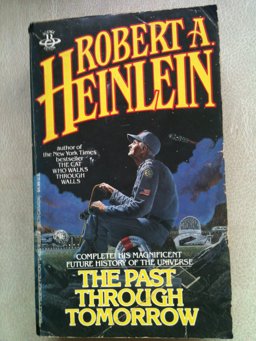 ROBERT A.
HEINLEIN
author of
the New York Times
bestseller
THE CAT
WHO WALKS
THROUGH
WALLS
COMPLETE! HIS MAGNIFICENT
FUTURE HISTORY OF THE UNIVERSE
THE PAST
THROUGH
TOMORROW